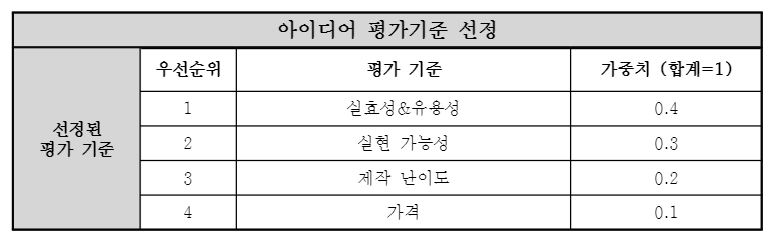 아이디어 평가기준 선정
우선순위 평가 기준 가중치 (합계=1)
선정된
평가 기준
1 실효성&유용성 0.4
2 실현 가능성 0.3
3 제작 난이도 0.2
4 가격 0.1